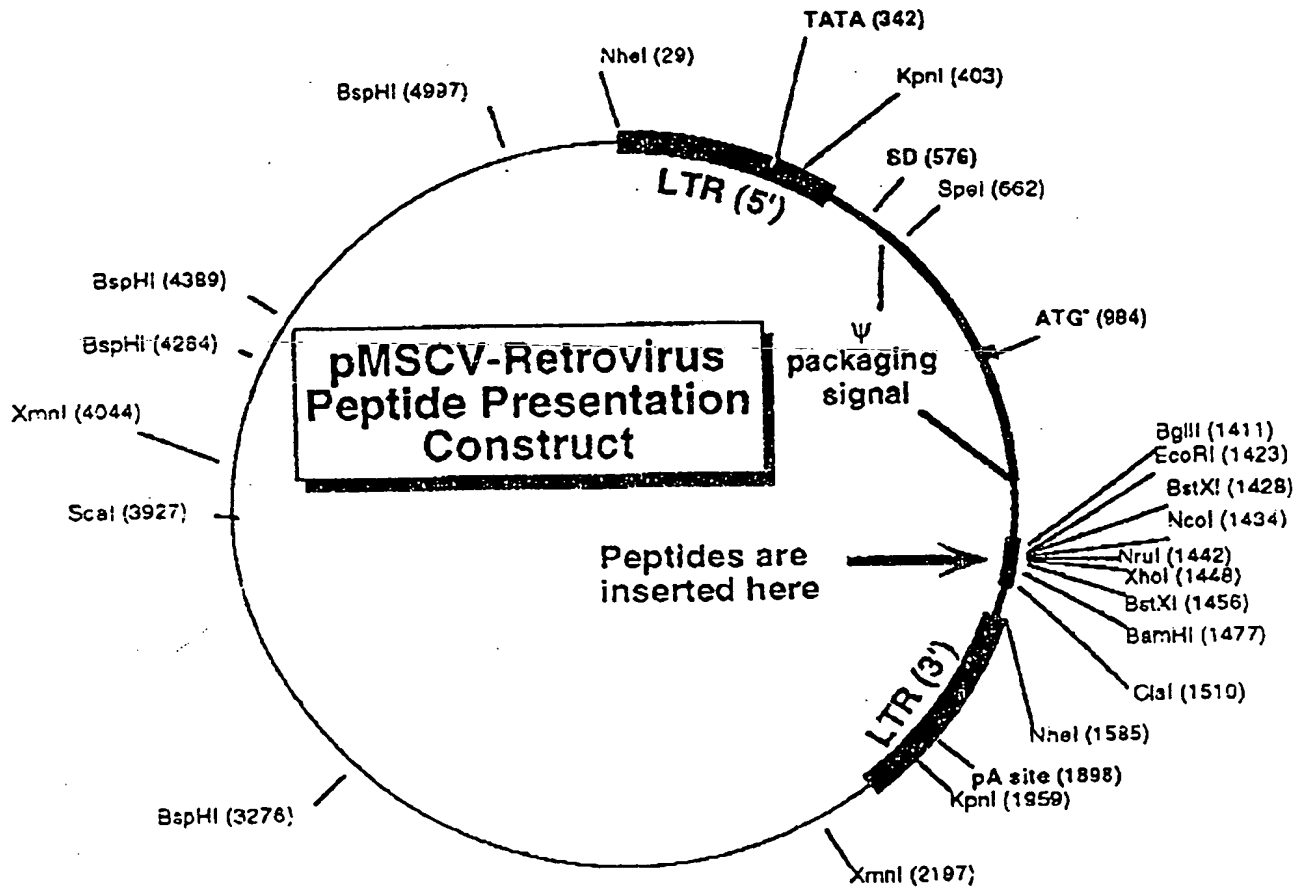 TATA (342)
NheI (29)
KpnI (403)
BspHI (4997)
SD (576)
SpeI (662)
LTR (5')
BspHI (4389)
ATG° (984)
BspHI (4284)
Ψ
packaging
signal
pMSCV-Retrovirus
Peptide Presentation
Construct
XmnI (4044)
BglII (1411)
EcoRI (1423)
BstXI (1428)
NcoI (1434)
ScaI (3927)
Peptides are
inserted here
NruI (1442)
XhoI (1448)
BstXI (1456)
BamHI (1477)
ClaI (1510)
LTR (3')
NheI (1585)
pA site (1898)
KpnI (1959)
BspHI (3276)
XmnI (2197)